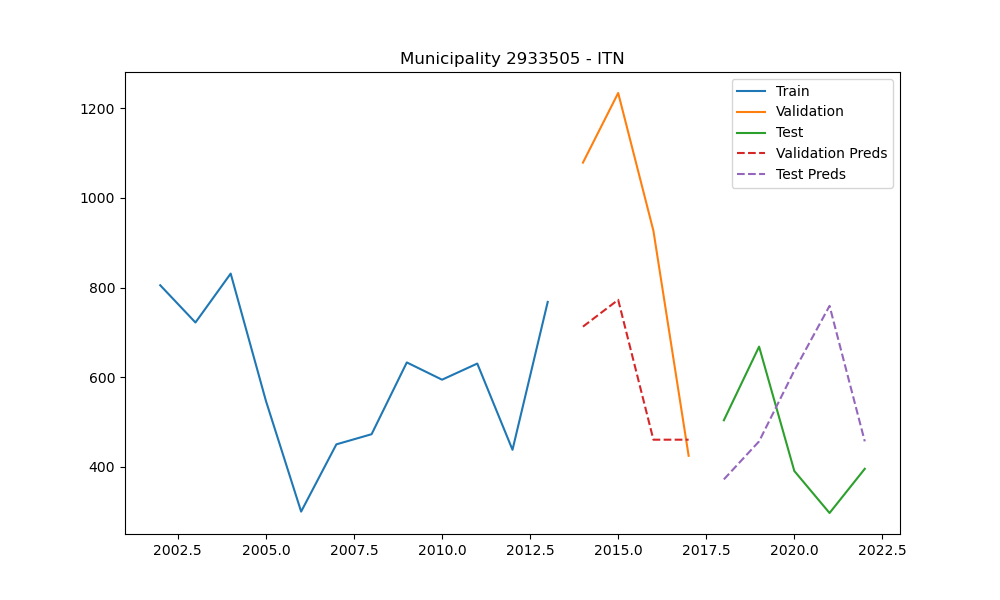 Municipality 2933505 - ITN
Train
Validation
Test
Validation Preds
Test Preds
1200
1000
800
600
400
2002.5 2005.0 2007.5 2010.0 2012.5 2015.0 2017.5 2020.0 2022.5